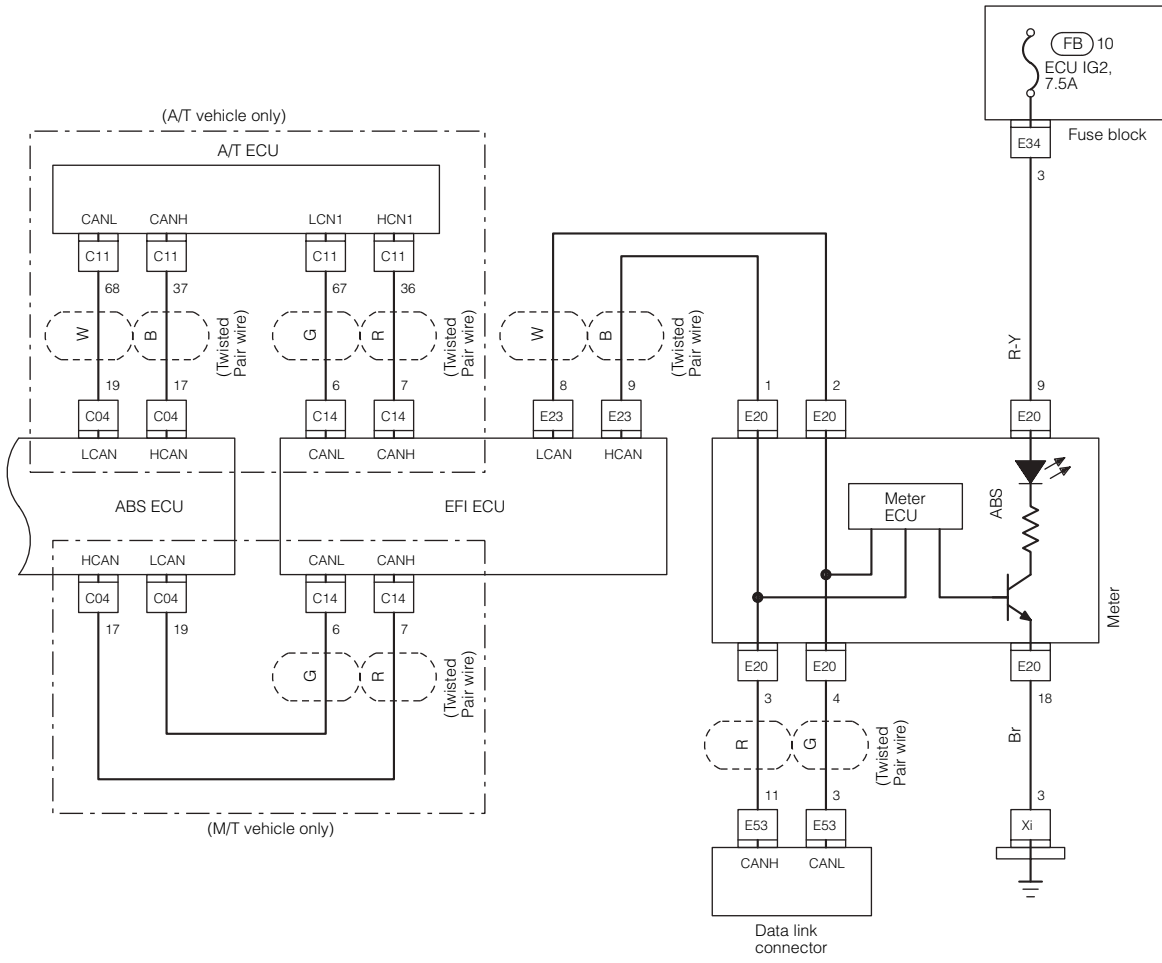 FB 10
ECU IG2,
7.5A
Fuse block
E34
3
(A/T vehicle only)
A/T ECU
CANL CANH LCN1 HCN1
C11 C11 C11 C11
68 37 67 36
W B (Twisted
Pair wire)
G R (Twisted
Pair wire)
W B (Twisted
Pair wire)
R-Y
19 17 6 7 8 9 1 2 9
C04 C04 C14 C14 E23 E23 E20 E20 E20
LCAN HCAN CANL CANH LCAN HCAN
ABS ECU
EFI ECU
Meter
ECU
ABS
Meter
HCAN LCAN CANL CANH
C04 C04 C14 C14
17 19 6 7
G R (Twisted
Pair wire)
(M/T vehicle only)
E20 E20 E20
3 4 18
R G (Twisted
Pair wire)
Br
11 3 3
E53 E53 Xi
CANH CANL
Data link
connector